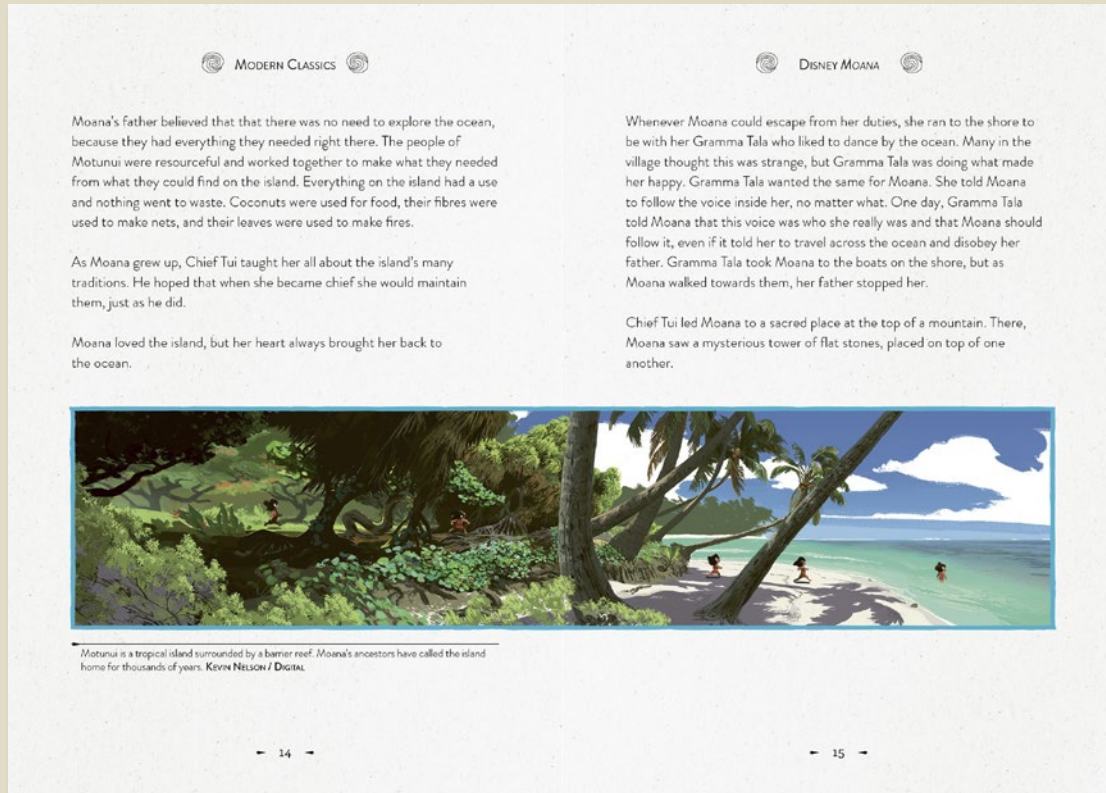 MODERN CLASSICS
Moana's father believed that that there was no need to explore the ocean,
because they had everything they needed right there. The people of
Motunui were resourceful and worked together to make what they needed
from what they could find on the island. Everything on the island had a use
and nothing went to waste. Coconuts were used for food, their fibres were
used to make nets, and their leaves were used to make fires.
As Moana grew up, Chief Tui taught her all about the island's many
traditions. He hoped that when she became chief she would maintain
them, just as he did.
Moana loved the island, but her heart always brought her back to
the ocean.
Motunui is a tropical island surrounded by a barrier reef. Moana's ancestors have called the island
home for thousands of years. KEVIN NELSON / DIGITAL
14
DISNEY MOANA
Whenever Moana could escape from her duties, she ran to the shore to
be with her Gramma Tala who liked to dance by the ocean. Many in the
village thought this was strange, but Gramma Tala was doing what made
her happy. Gramma Tala wanted the same for Moana. She told Moana
to follow the voice inside her, no matter what. One day, Gramma Tala
told Moana that this voice was who she really was and that Moana should
follow it, even if it told her to travel across the ocean and disobey her
father. Gramma Tala took Moana to the boats on the shore, but as
Moana walked towards them, her father stopped her.
Chief Tui led Moana to a sacred place at the top of a mountain. There,
Moana saw a mysterious tower of flat stones, placed on top of one
another.
15